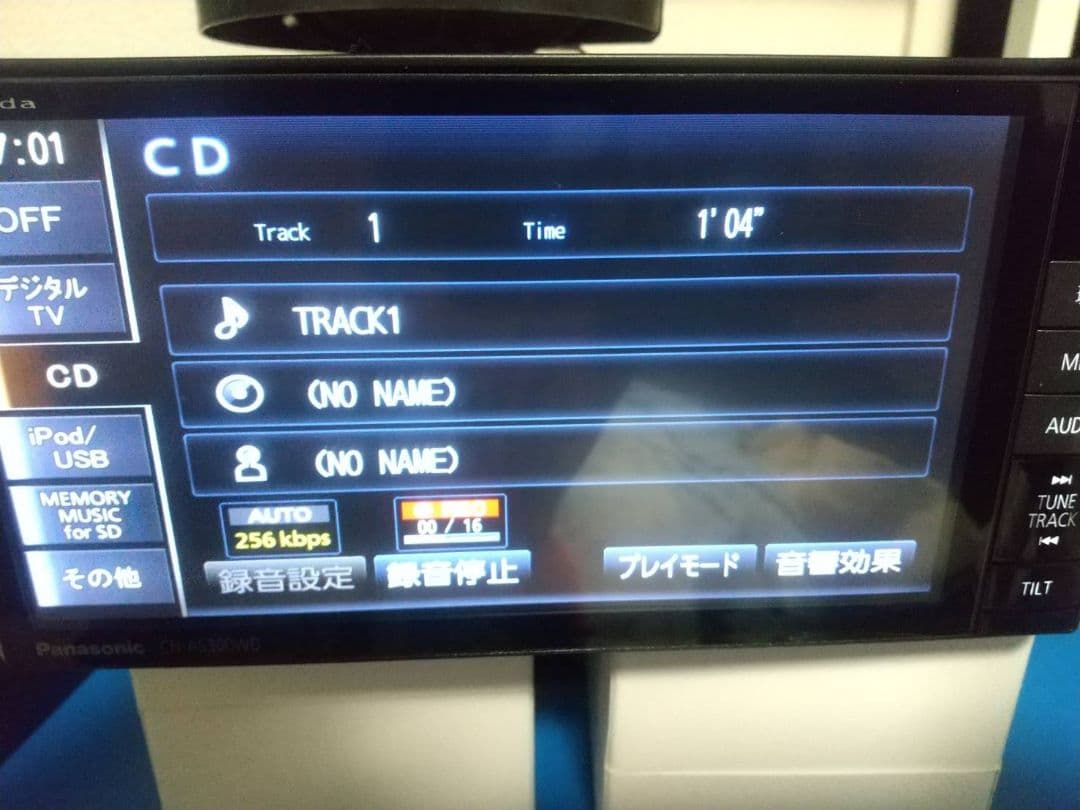 da
7:01
CD
OFF
Track 1 Time 1'04"
デジタル
TV
TRACK1
CD
(NO NAME)
iPod/
USB
(NO NAME)
MEMORY
MUSIC
for SD
AUTO
256 kbps
00 / 16
その他
録音設定
録音停止
プレイモード
音響効果
AUD
TUNE
TRACK
TILT
Panasonic